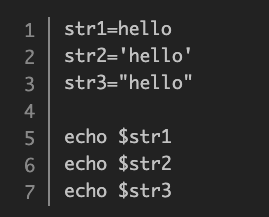 1 str1=hello
2 str2='hello'
3 str3="hello"
4
5 echo $str1
6 echo $str2
7 echo $str3